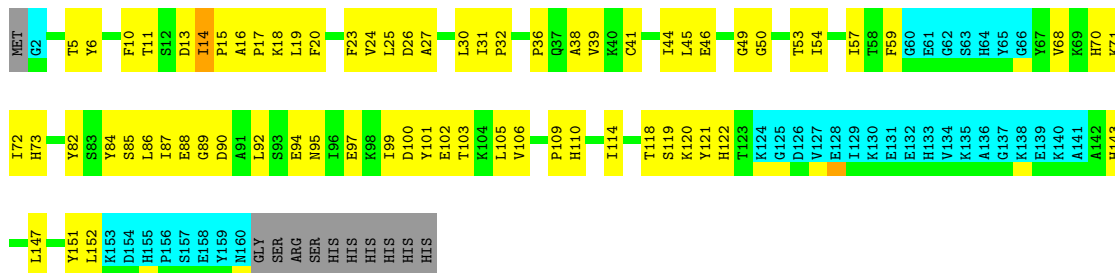 MET G2 T5 Y6 F10 T11 S12 D13 I14 P15 A16 P17 K18 L19 F20 F23 V24 L25 D26 A27 L30 I31 P32 P36 Q37 A38 V39 K40 C41 I44 L45 E46 G49 G50 T53 I54 I57 T58 F59 G60 E61 G62 S63 H64 Y65 G66 Y67 V68 K69 H70 K71
I72 H73 Y82 S83 Y84 S85 L86 I87 E88 G89 D90 A91 L92 S93 E94 N95 I96 E97 K98 I99 D100 Y101 E102 T103 K104 L105 V106 P109 H110 I114 T118 S119 K120 Y121 H122 T123 K124 G125 D126 V127 E128 I129 K130 E131 E132 H133 V134 K135 A136 G137 K138 E139 K140 A141 A142 H143
L147 Y151 L152 K153 D154 H155 P156 S157 E158 Y159 N160 GLY SER ARG SER HIS HIS HIS HIS HIS HIS